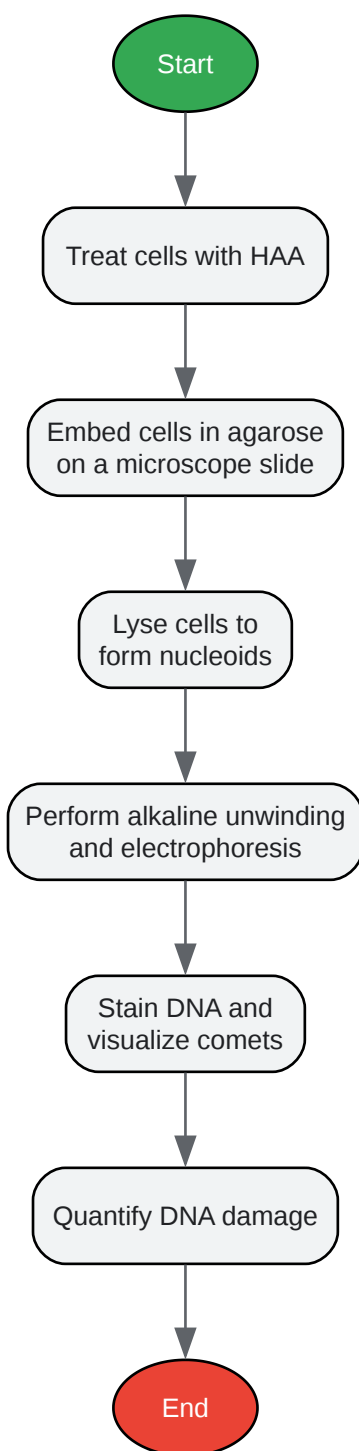 Start
Treat cells with HAA
Embed cells in agarose
on a microscope slide
Lyse cells to
form nucleoids
Perform alkaline unwinding
and electrophoresis
Stain DNA and
visualize comets
Quantify DNA damage
End